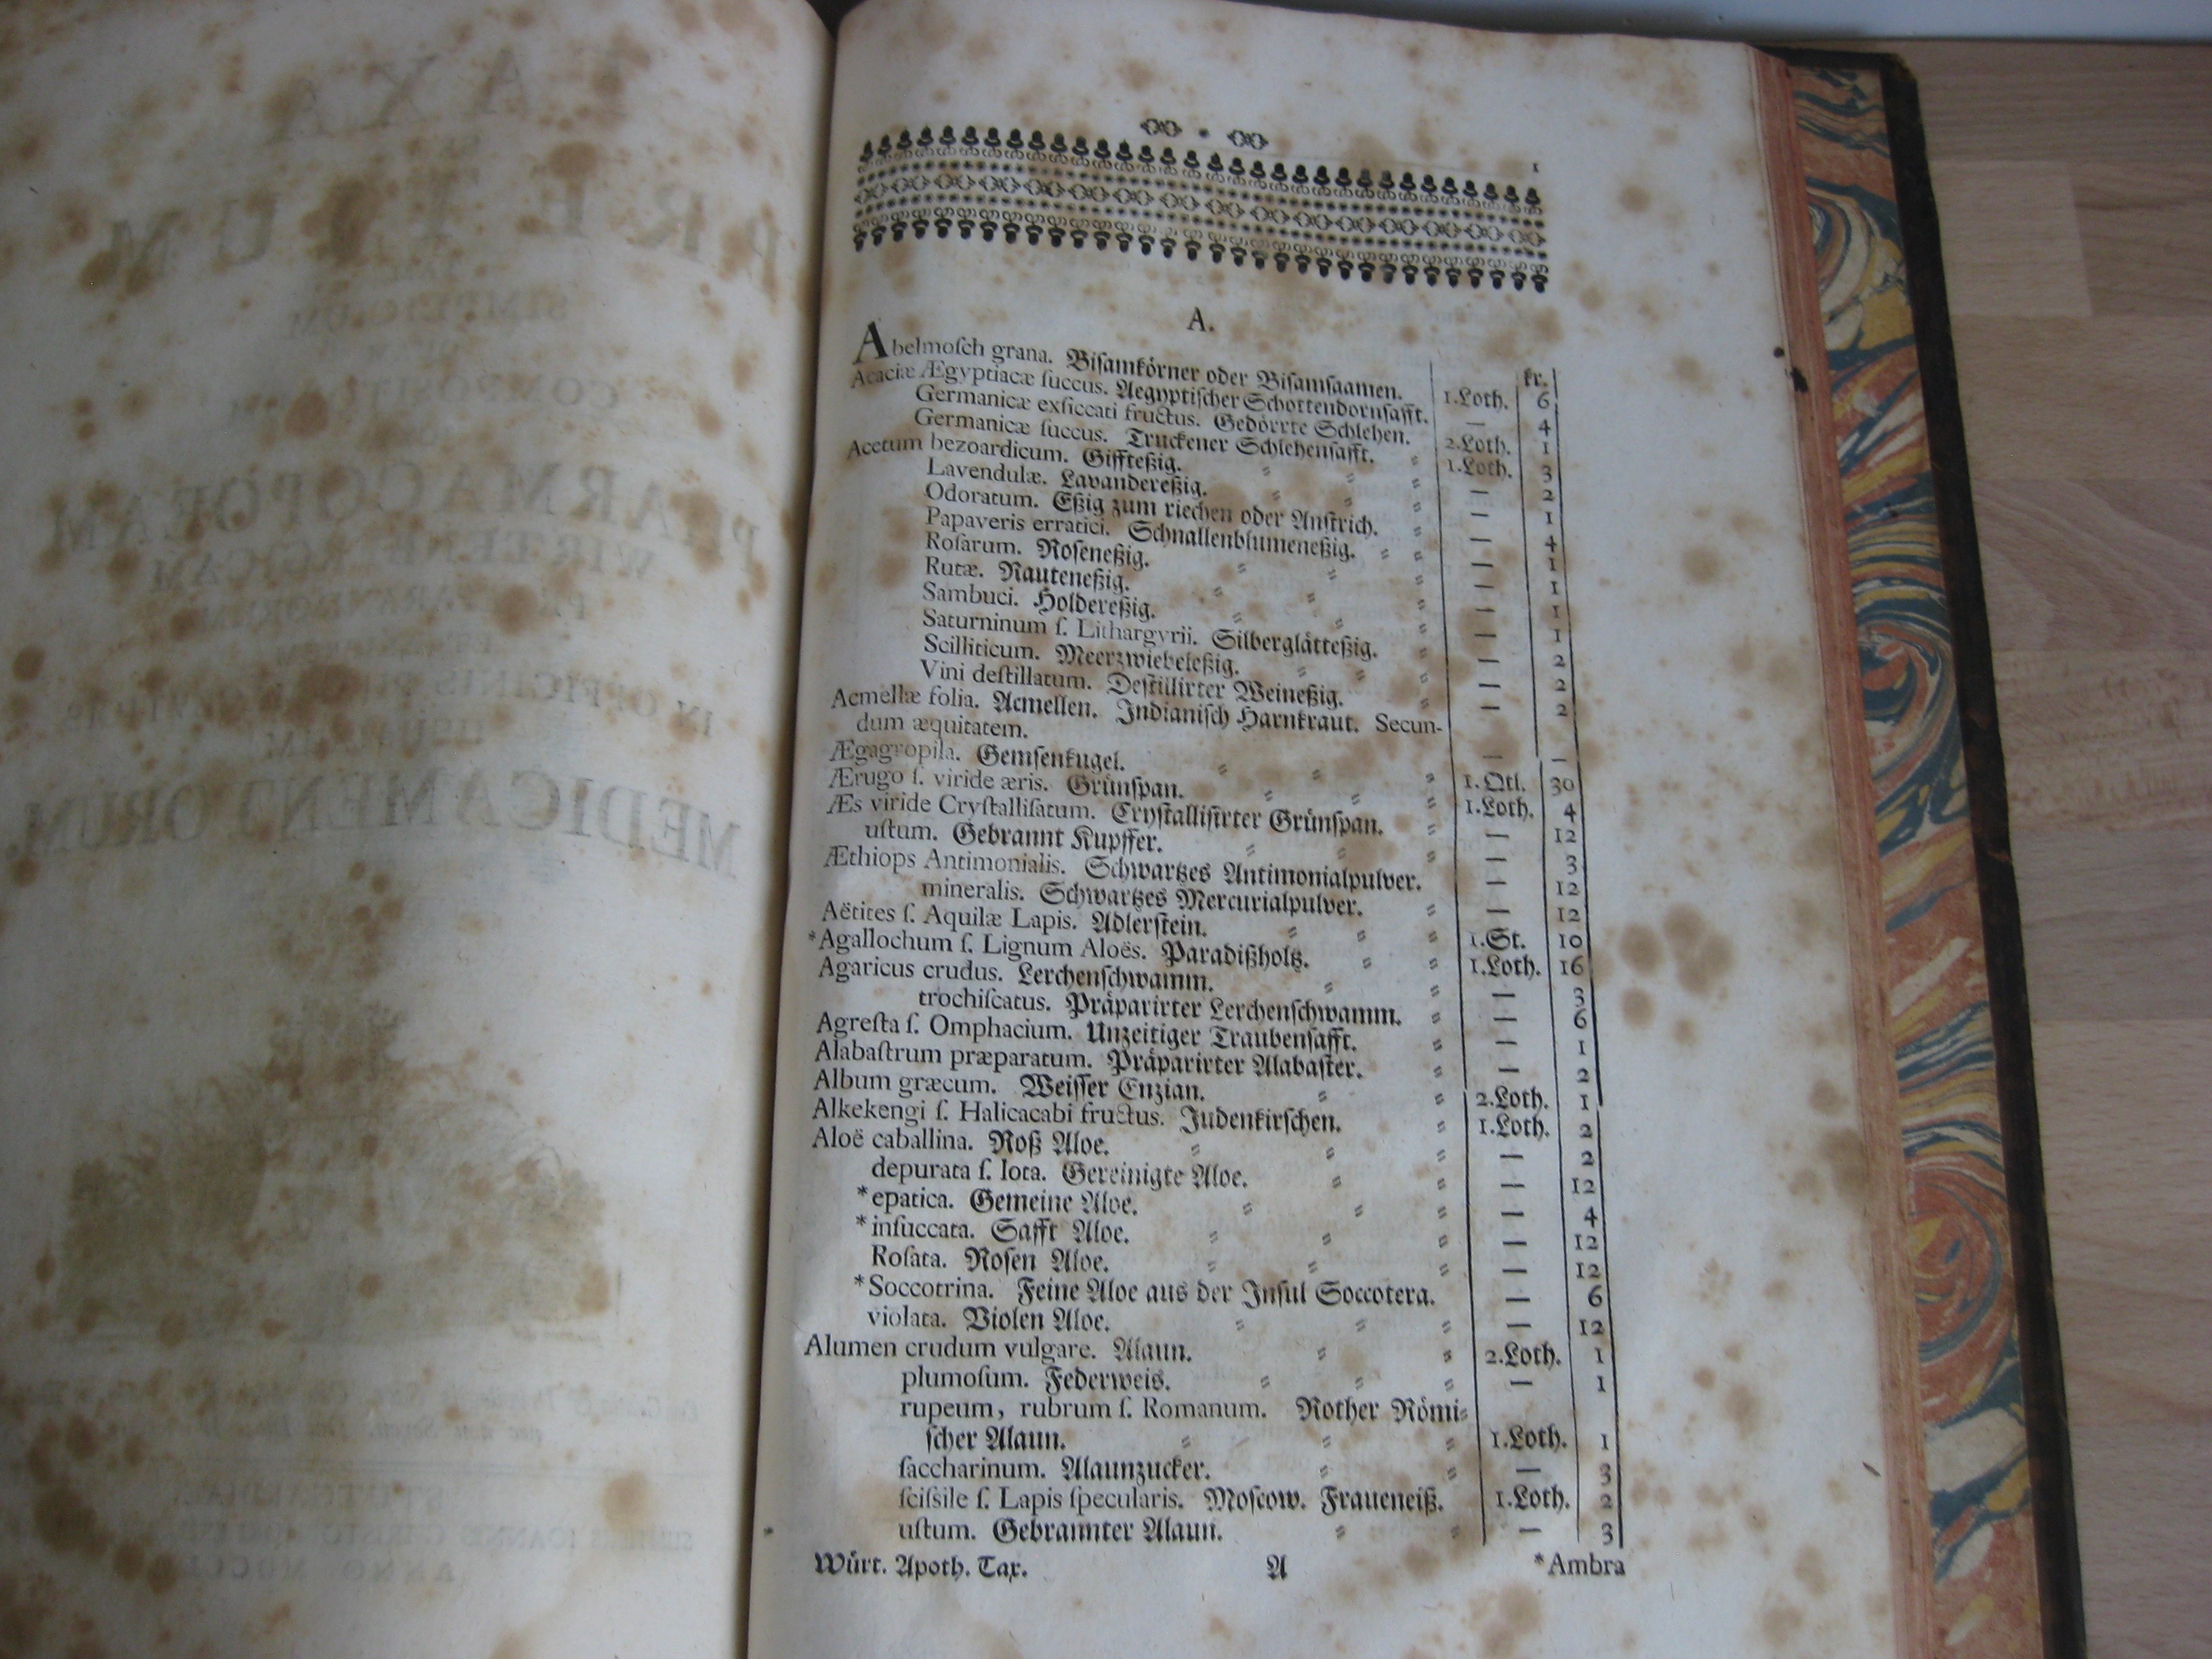 1
A.
kr.
Abelmoſch grana. Biſamkörner oder Biſamſaamen. 1.Loth. 6
Acaciæ Ægyptiacæ ſuccus. Aegyptiſcher Schottendornſafft. — 4
Germanicæ exſiccati fructus. Gedörrte Schlehen. 2.Loth. 1
Germanicæ ſuccus. Truckener Schlehenſafft. 1.Loth. 3
Acetum bezoardicum. Giffteßig. — 2
Lavendulæ. Lavandereßig. — 1
Odoratum. Eßig zum riechen oder Anſtrich. — 4
Papaveris erratici. Schnallenblumeneßig. — 1
Roſarum. Roſeneßig. — 1
Rutæ. Rauteneßig. — 1
Sambuci. Holdereßig. — 1
Saturninum ſ. Lithargyrii. Silberglätteßig. — 2
Scilliticum. Meerzwiebeleßig. — 2
Vini deſtillatum. Deſtillirter Weineßig. — 2
Acmellæ folia. Acmellen. Indianiſch Harnkraut. Secun-
dum æquitatem. — —
Ægagropila. Gemſenkugel. 1.Qtl. 30
Ærugo ſ. viride æris. Grünſpan. 1.Loth. 4
Æs viride Cryſtalliſatum. Cryſtalliſirter Grünſpan. — 12
uſtum. Gebrannt Kupffer. — 3
Æthiops Antimonialis. Schwartzes Antimonialpulver. — 12
mineralis. Schwartzes Mercurialpulver. — 12
Aëtites ſ. Aquilæ Lapis. Adlerſtein. 1.St. 10
*Agallochum ſ. Lignum Aloës. Paradißholtz. 1.Loth. 16
Agaricus crudus. Lerchenſchwamm. — 3
trochiſcatus. Präparirter Lerchenſchwamm. — 6
Agreſta ſ. Omphacium. Unzeitiger Traubenſafft. — 1
Alabaſtrum præparatum. Präparirter Alabaſter. — 2
Album græcum. Weiſſer Enzian. 2.Loth. 1
Alkekengi ſ. Halicacabi fructus. Judenkirſchen. 1.Loth. 2
Aloë caballina. Roß Aloe. — 2
depurata ſ. lota. Gereinigte Aloe. — 12
*epatica. Gemeine Aloe. — 4
*inſuccata. Safft Aloe. — 12
Roſata. Roſen Aloe. — 12
*Soccotrina. Feine Aloe aus der Inſul Soccotera. — 6
violata. Violen Aloe. — 12
Alumen crudum vulgare. Alaun. 2.Loth. 1
plumoſum. Federweis. — 1
rupeum, rubrum ſ. Romanum. Rother Römi-
ſcher Alaun. 1.Loth. 1
ſaccharinum. Alaunzucker. — 3
ſciſsile ſ. Lapis ſpecularis. Moſcow. Fraueneiß. 1.Loth. 2
uſtum. Gebrannter Alaun. — 3
Würt. Apoth. Tax. A *Ambra